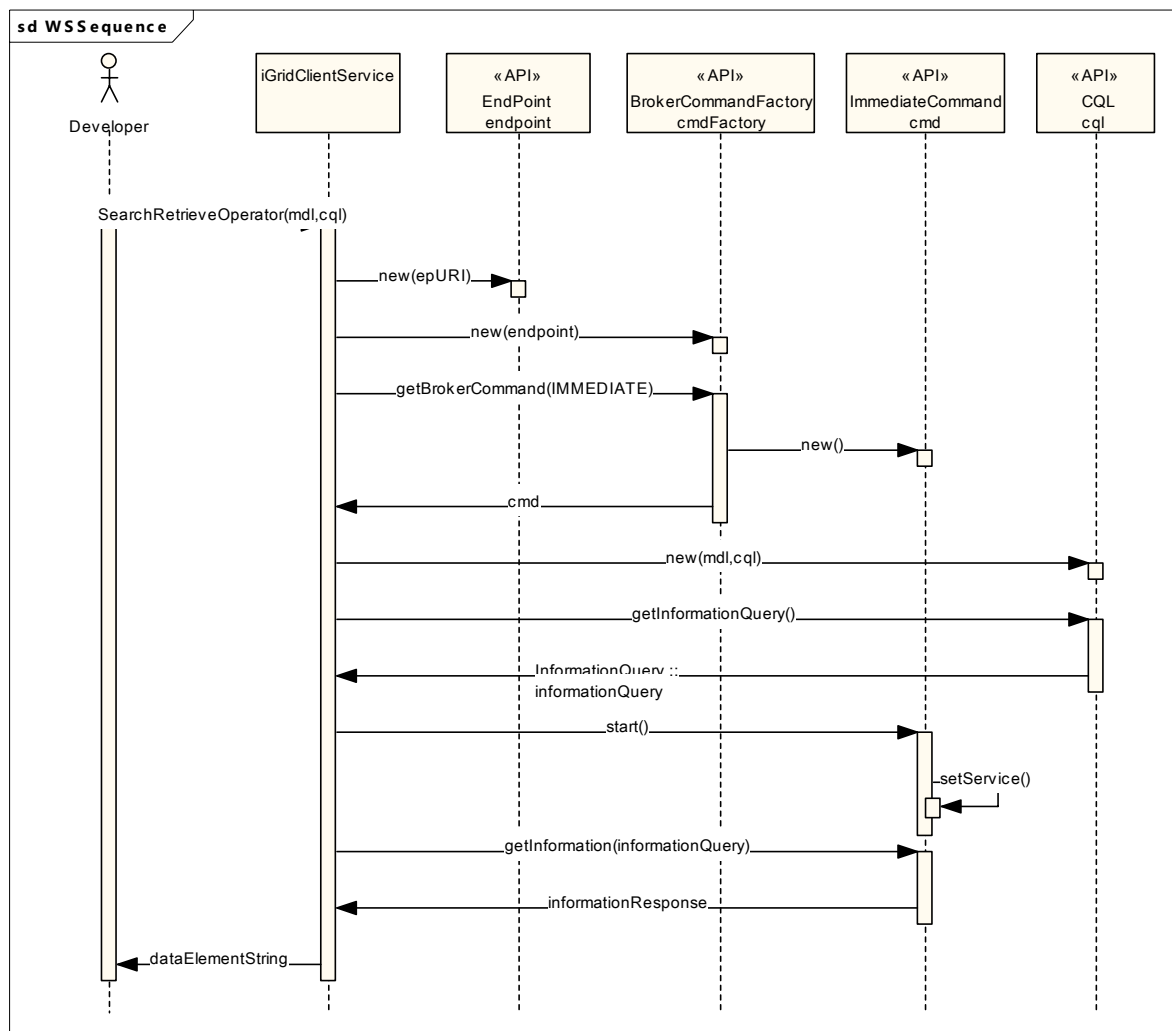 sd WSSequence
Developer
iGridClientService
«API»
EndPoint
endpoint
«API»
BrokerCommandFactory
cmdFactory
«API»
ImmediateCommand
cmd
«API»
CQL
cql
SearchRetrieveOperator(mdl,cql)
new(epURI)
new(endpoint)
getBrokerCommand(IMMEDIATE)
new()
cmd
new(mdl,cql)
getInformationQuery()
InformationQuery ::
informationQuery
start()
setService()
getInformation(informationQuery)
informationResponse
dataElementString